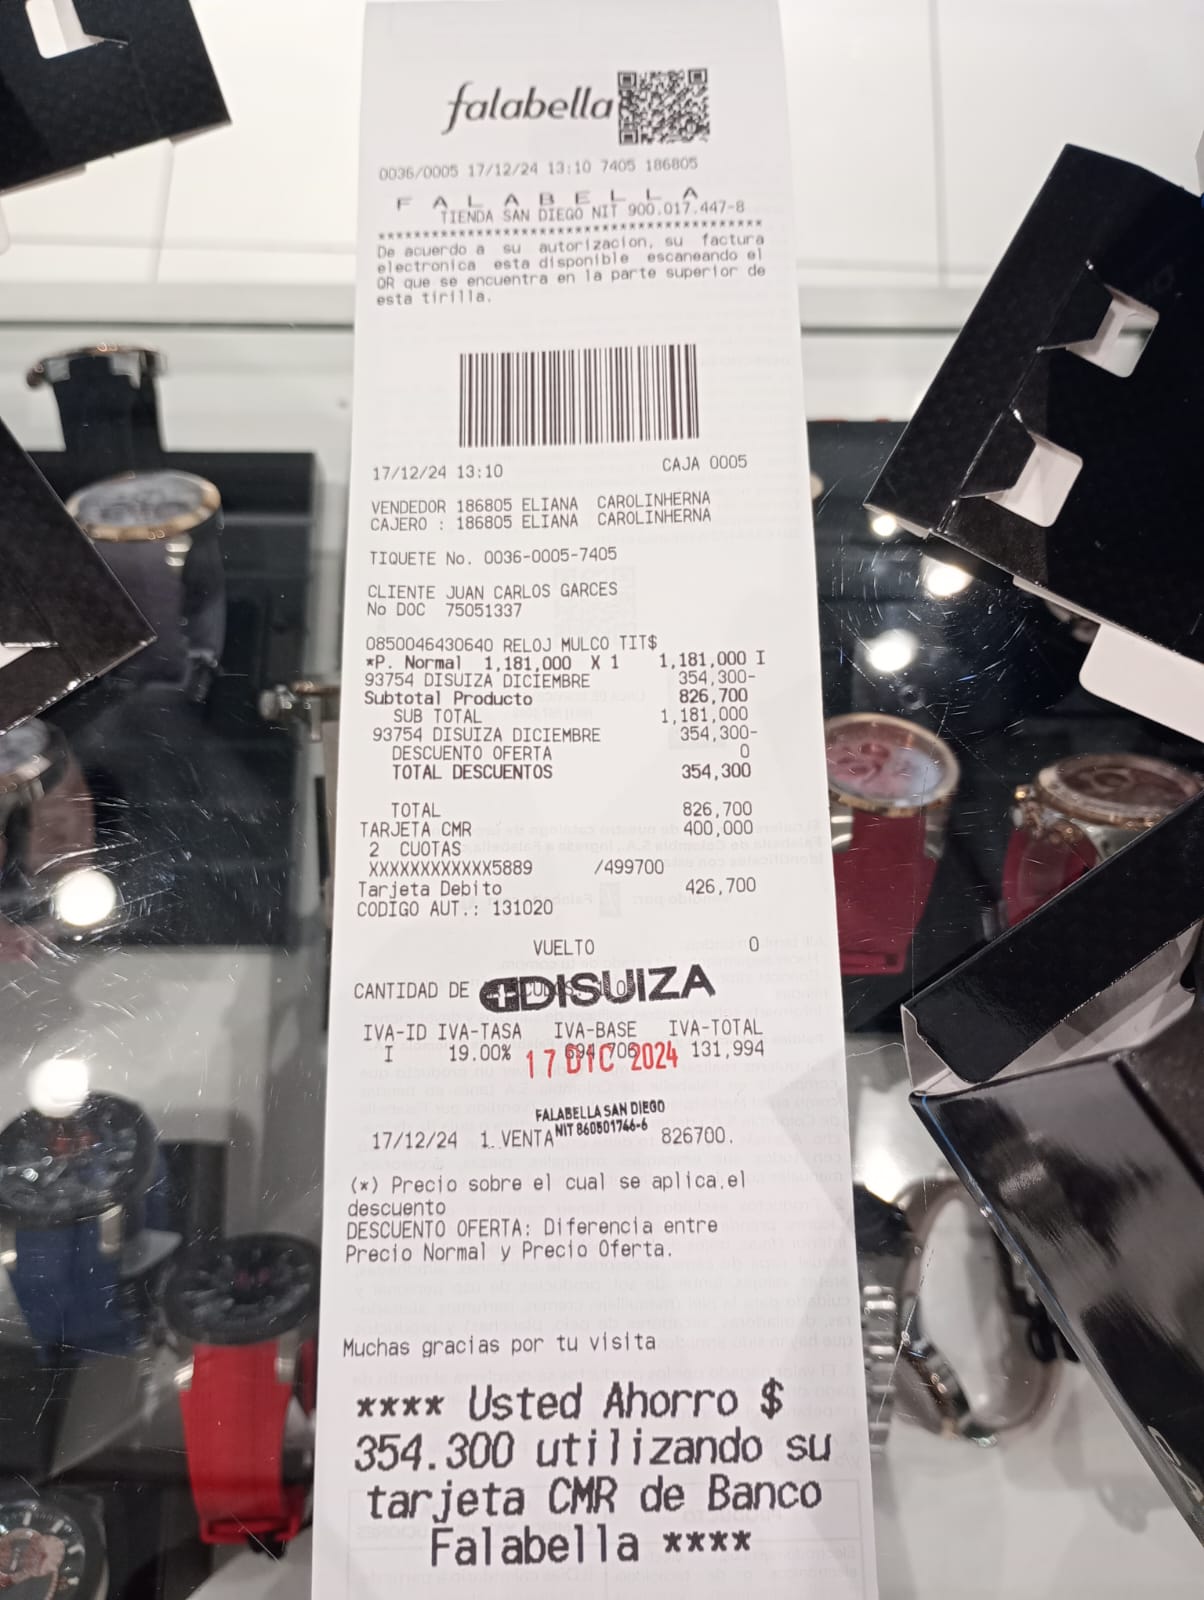 falabella
0036/0005 17/12/24 13:10 7405 186805
F A L A B E L L A
TIENDA SAN DIEGO NIT 900.017.447-8
****************************************
De acuerdo a su autorizacion, su factura
electronica esta disponible escaneando el
QR que se encuentra en la parte superior de
esta tirilla.
17/12/24 13:10 CAJA 0005
VENDEDOR 186805 ELIANA CAROLINHERNA
CAJERO : 186805 ELIANA CAROLINHERNA
TIQUETE No. 0036-0005-7405
CLIENTE JUAN CARLOS GARCES
No DOC 75051337
0850046430640 RELOJ MULCO TIT$
*P. Normal 1,181,000 X 1 1,181,000 I
93754 DISUIZA DICIEMBRE 354,300-
Subtotal Producto 826,700
SUB TOTAL 1,181,000
93754 DISUIZA DICIEMBRE 354,300-
DESCUENTO OFERTA 0
TOTAL DESCUENTOS 354,300
TOTAL 826,700
TARJETA CMR 400,000
2 CUOTAS
XXXXXXXXXXXX5889 /499700
Tarjeta Debito 426,700
CODIGO AUT.: 131020
VUELTO 0
CANTIDAD DE
DISUIZA
IVA-ID IVA-TASA IVA-BASE IVA-TOTAL
I 19.00% 694,706 131,994
17 DIC 2024
FALABELLA SAN DIEGO
NIT 860501746-6
17/12/24 1 VENTA 826700.
(*) Precio sobre el cual se aplica.el
descuento
DESCUENTO OFERTA: Diferencia entre
Precio Normal y Precio Oferta.
Muchas gracias por tu visita
**** Usted Ahorro $
354.300 utilizando su
tarjeta CMR de Banco
Falabella ****